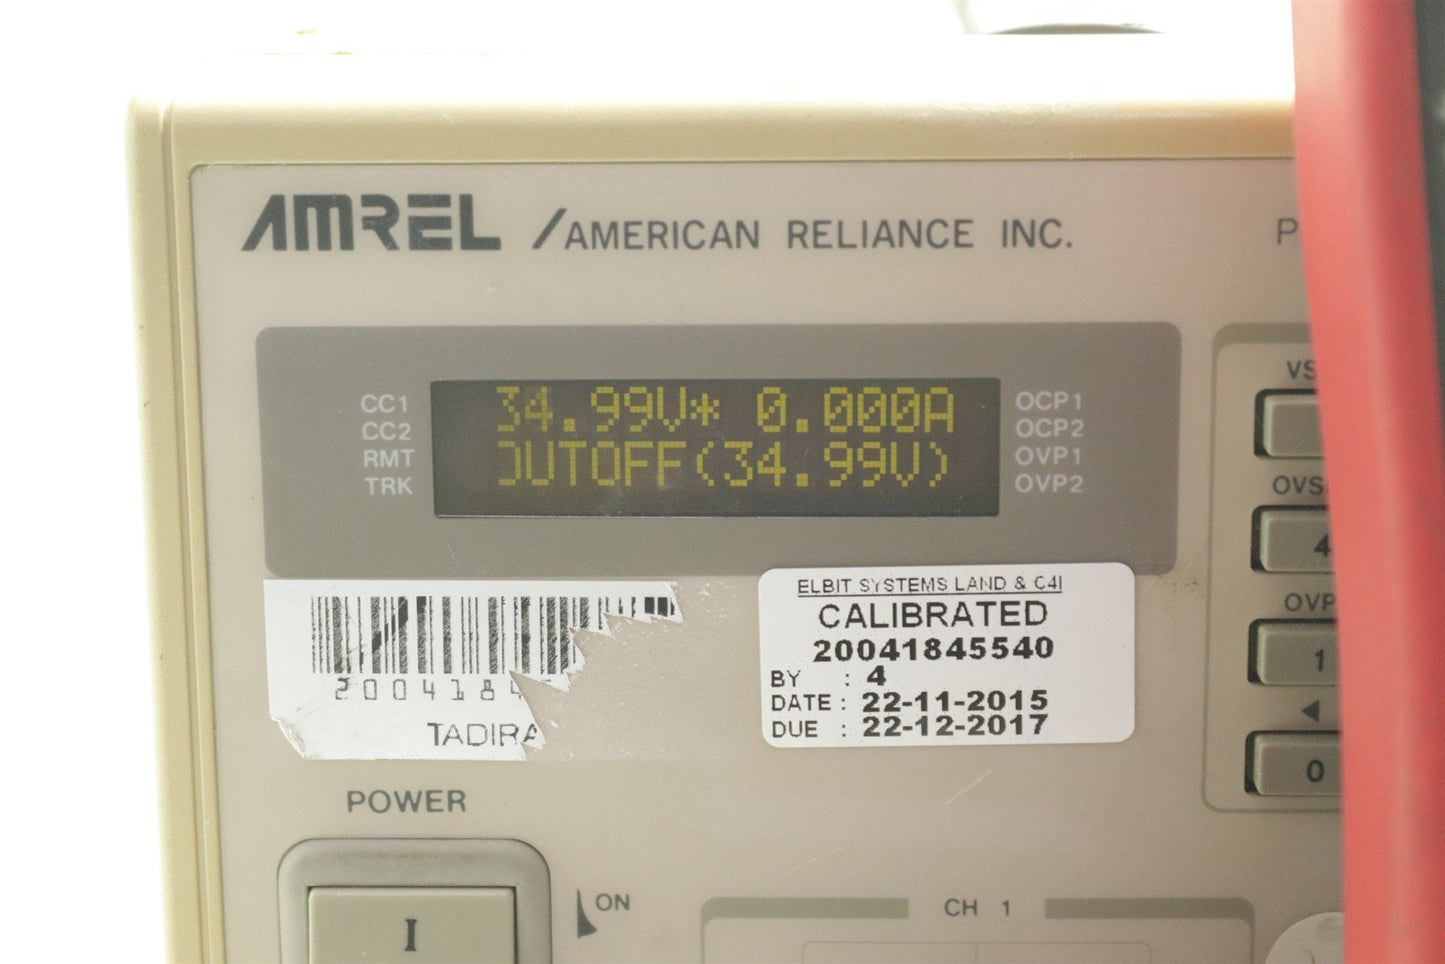 AMREL / AMERICAN RELIANCE INC.
P
CC1
CC2
RMT
TRK
34.99V* 0.000A
OUTOFF(34.99V)
OCP1
OCP2
OVP1
OVP2
VS
OVS
4
OVP
1
0
2004184
TADIRA
ELBIT SYSTEMS LAND & C4I
CALIBRATED
20041845540
BY : 4
DATE : 22-11-2015
DUE : 22-12-2017
POWER
I
ON
CH 1